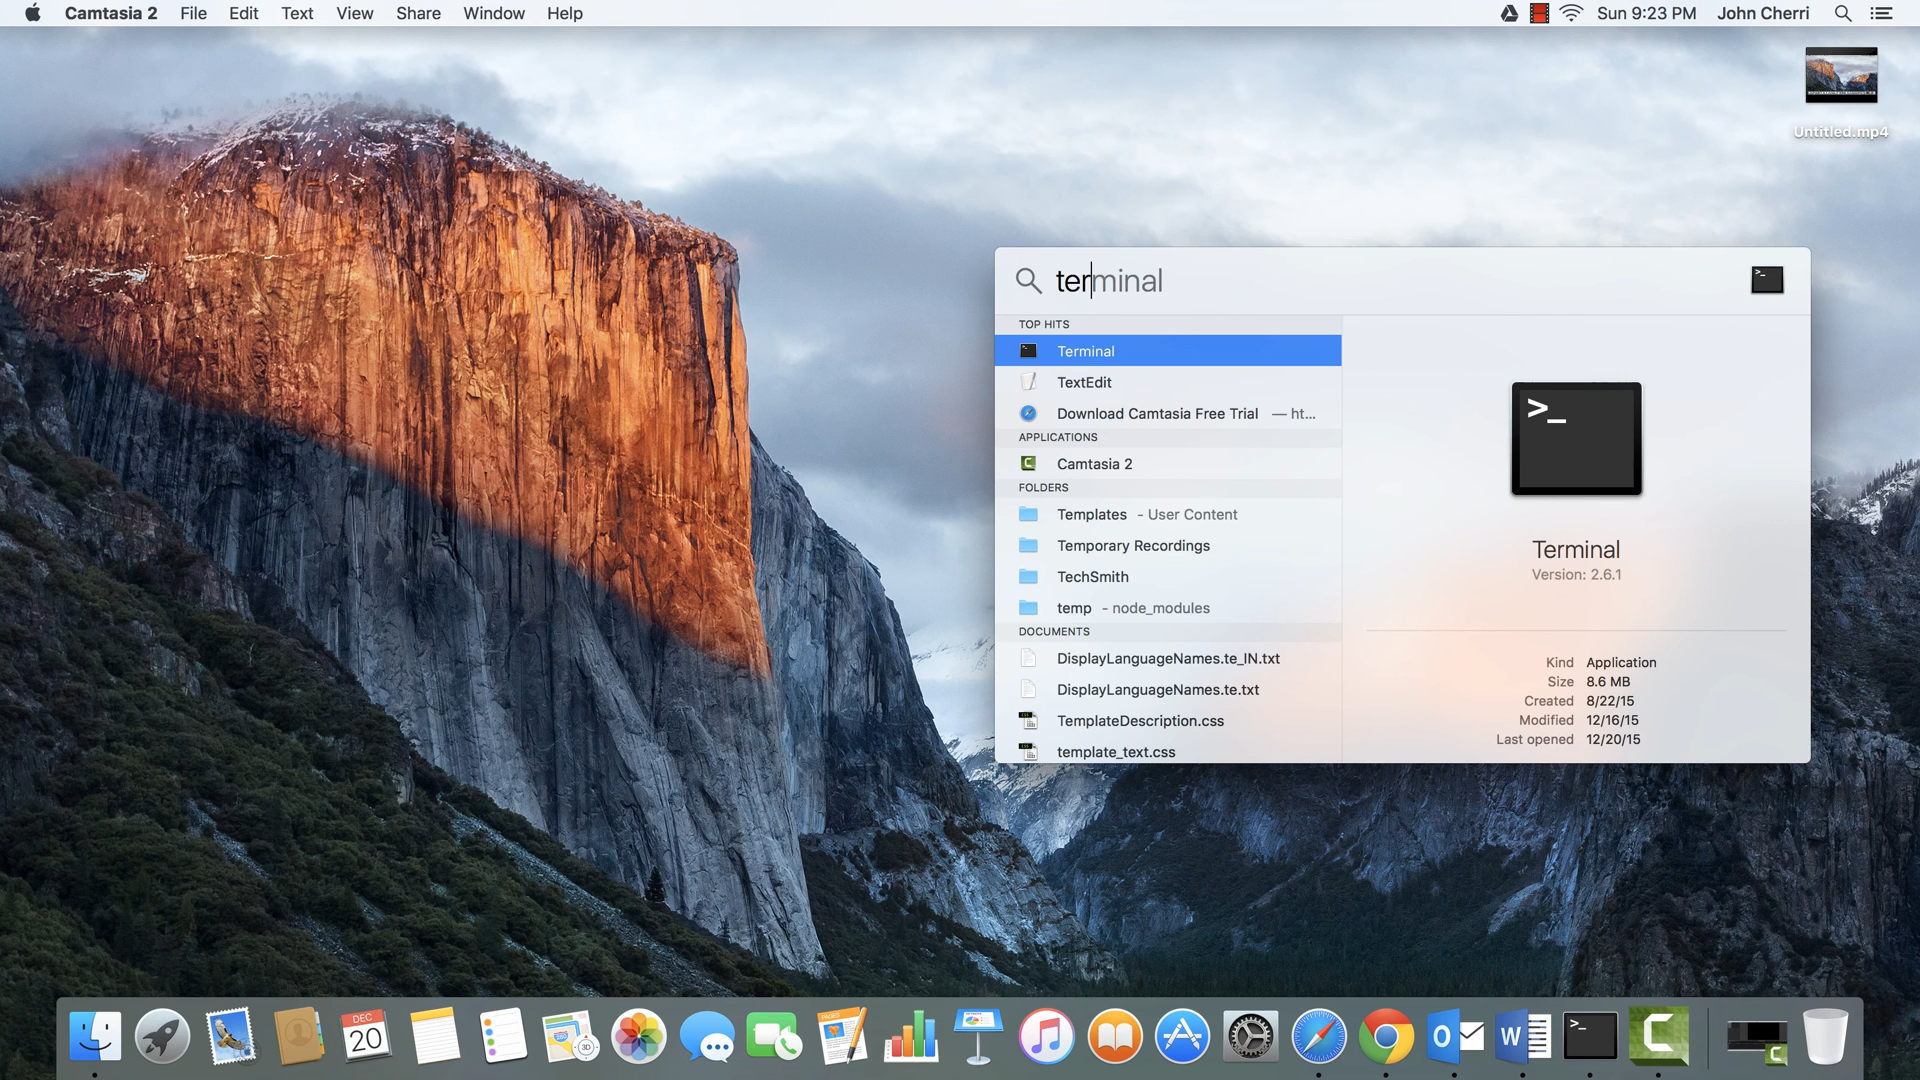 Camtasia 2 File Edit Text View Share Window Help Sun 9:23 PM John Cherri
Untitled.mp4
terminal
TOP HITS
Terminal
TextEdit
Download Camtasia Free Trial — ht...
APPLICATIONS
Camtasia 2
FOLDERS
Templates - User Content
Temporary Recordings
TechSmith
temp - node_modules
DOCUMENTS
DisplayLanguageNames.te_IN.txt
DisplayLanguageNames.te.txt
TemplateDescription.css
template_text.css
>_
Terminal
Version: 2.6.1
Kind Application
Size 8.6 MB
Created 8/22/15
Modified 12/16/15
Last opened 12/20/15
DEC
20
3D
PAGES